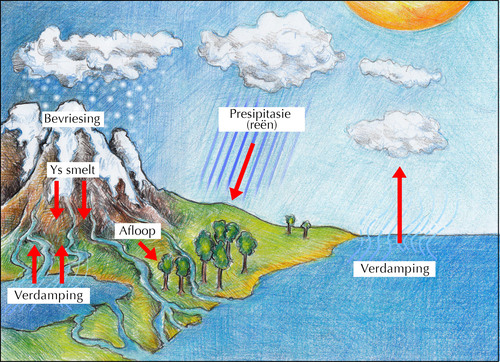 Bevriesing
Presipitasie
(reën)
Ys smelt
Afloop
Verdamping
Verdamping